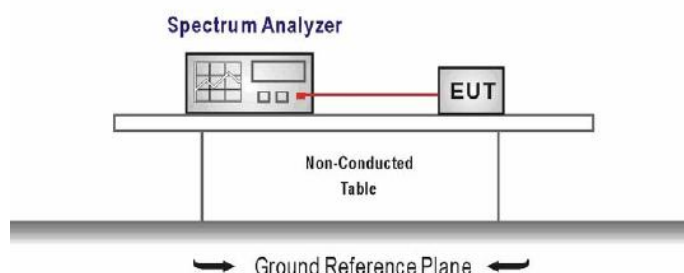 Spectrum Analyzer
EUT
Non-Conducted
Table
Ground Reference Plane